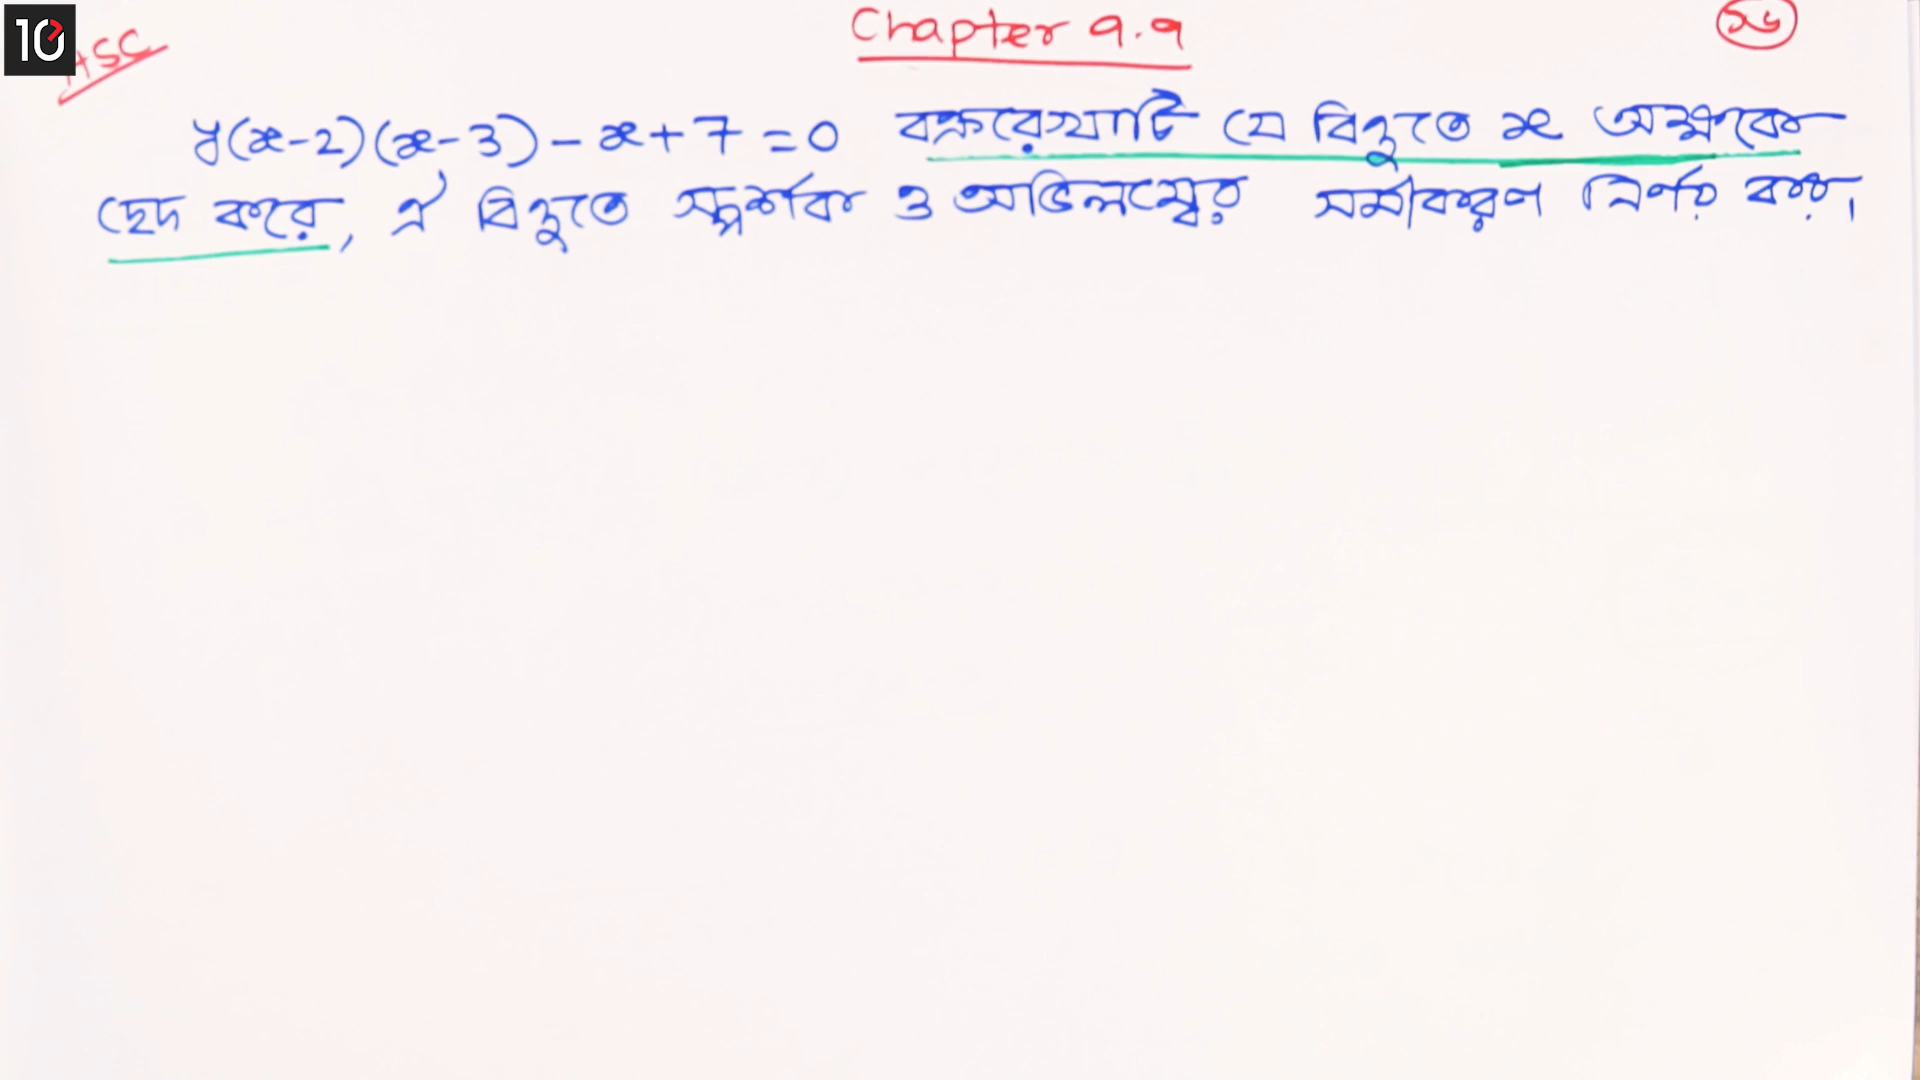 10
HSC
Chapter ৭.৭
১৬
y(x-2)(x-3) - x + 7 = 0 বক্ররেখাটি যে বিন্দুতে x অক্ষকে
ছেদ করে, ঐ বিন্দুতে স্পর্শক ও অভিলম্বের সমীকরণ নির্ণয় কর।